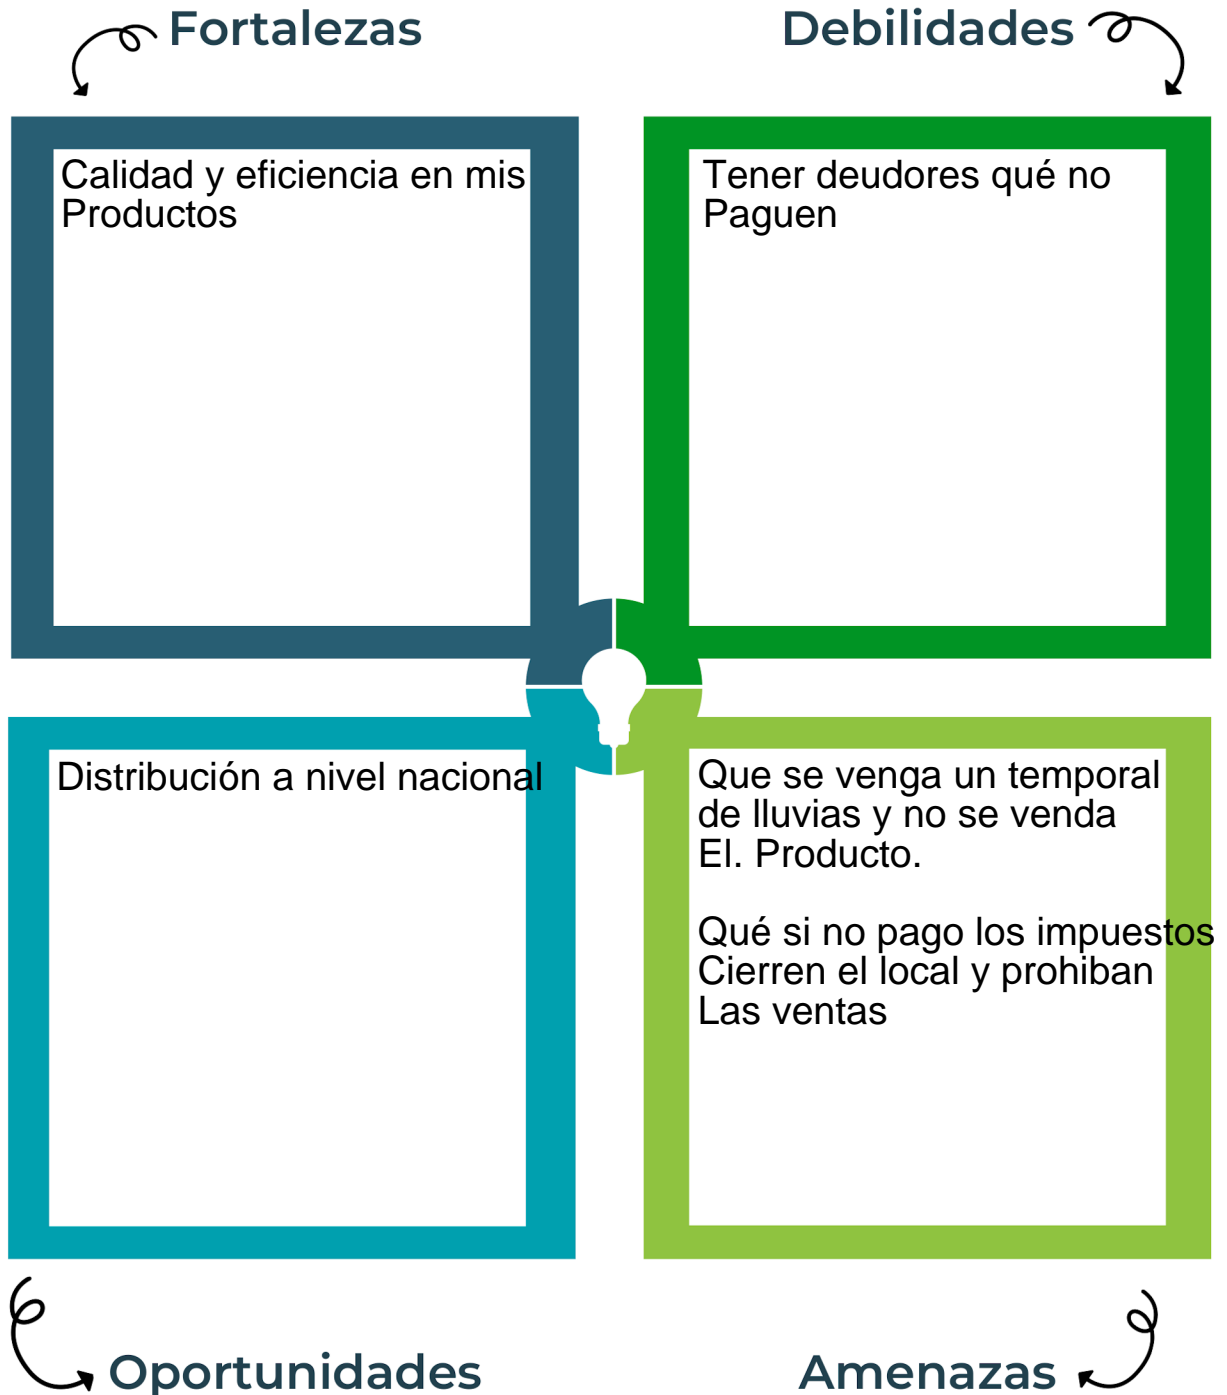 Fortalezas
Debilidades
Calidad y eficiencia en mis
Productos
Tener deudores qué no
Paguen
Distribución a nivel nacional
Que se venga un temporal
de lluvias y no se venda
El. Producto.
Qué si no pago los impuestos
Cierren el local y prohiban
Las ventas
Oportunidades
Amenazas